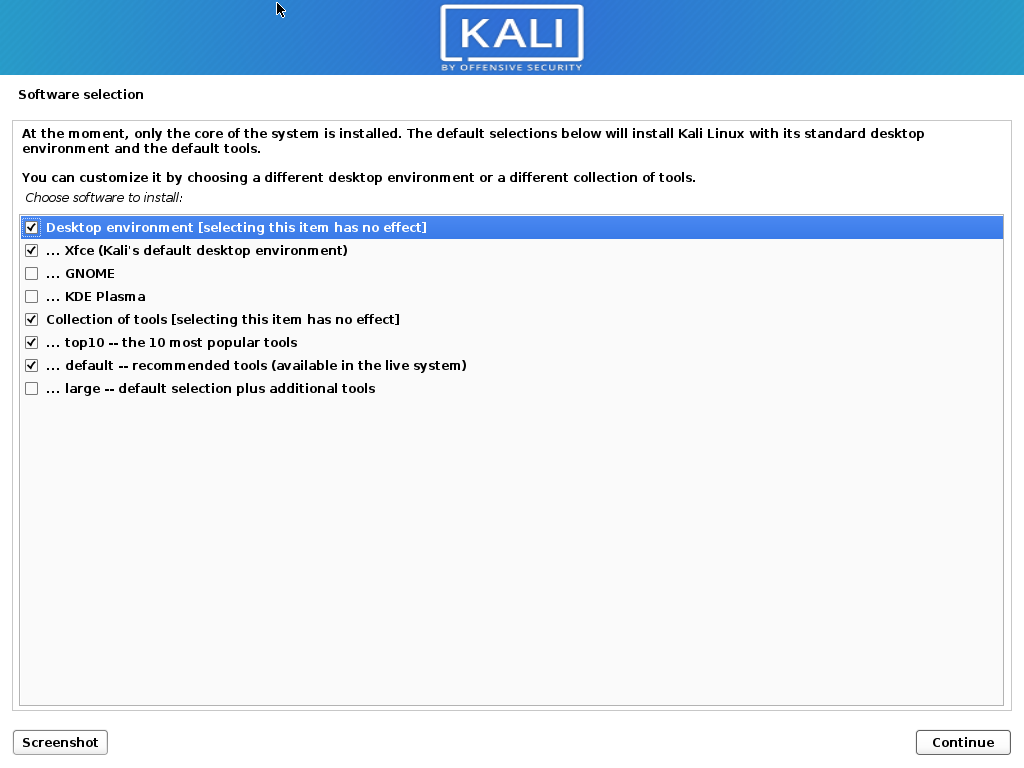 KALI
BY OFFENSIVE SECURITY
Software selection
At the moment, only the core of the system is installed. The default selections below will install Kali Linux with its standard desktop
environment and the default tools.
You can customize it by choosing a different desktop environment or a different collection of tools.
Choose software to install:
Desktop environment [selecting this item has no effect]
... Xfce (Kali's default desktop environment)
... GNOME
... KDE Plasma
Collection of tools [selecting this item has no effect]
... top10 -- the 10 most popular tools
... default -- recommended tools (available in the live system)
... large -- default selection plus additional tools
Screenshot
Continue